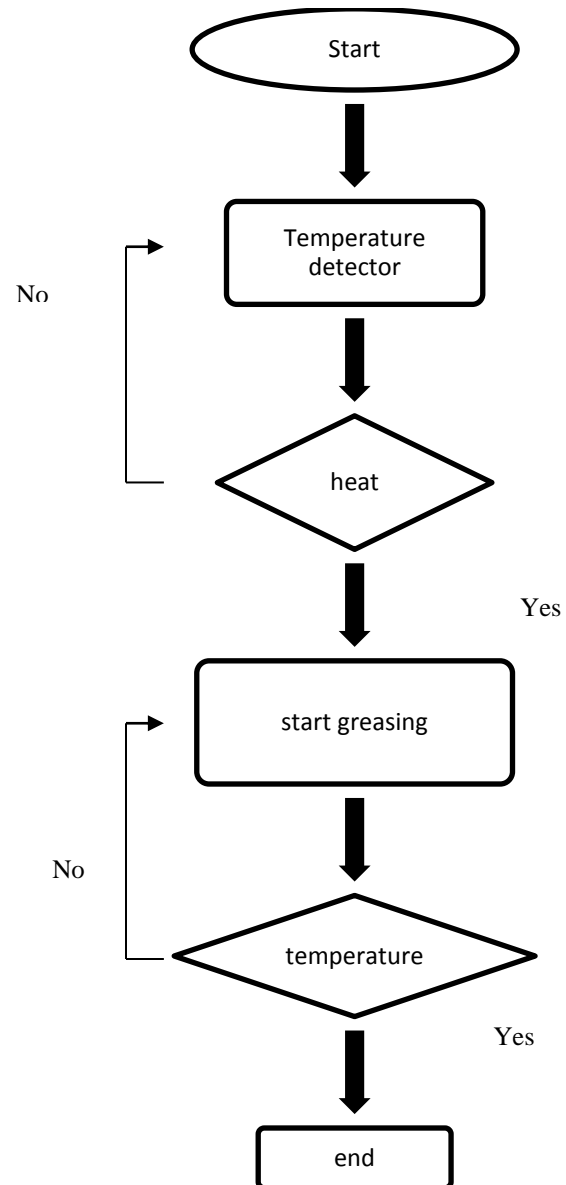 Start
Temperature
detector
No
heat
Yes
start greasing
No
temperature
Yes
end